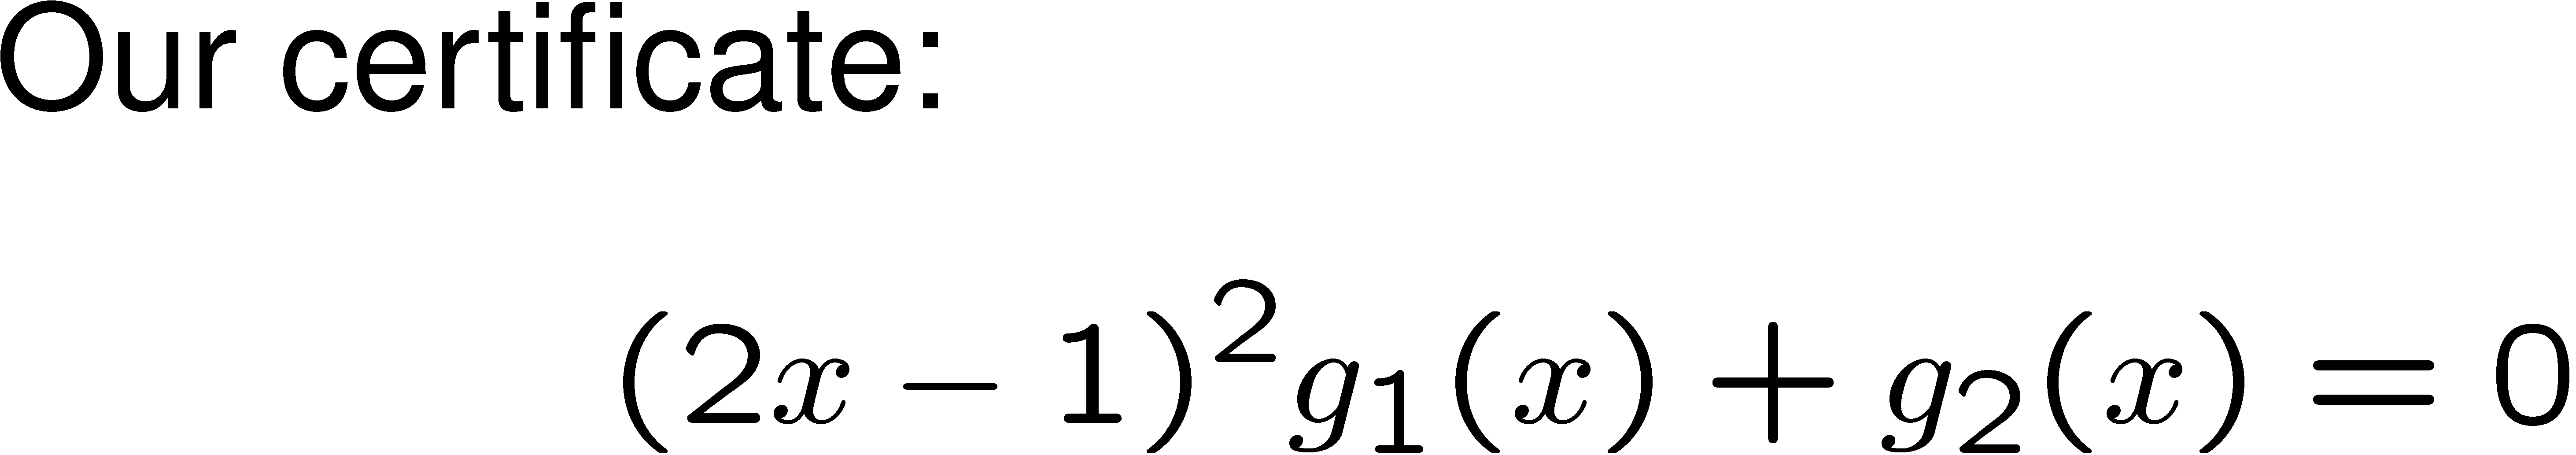 Our certificate:
(2x − 1)²g₁(x) + g₂(x) = 0